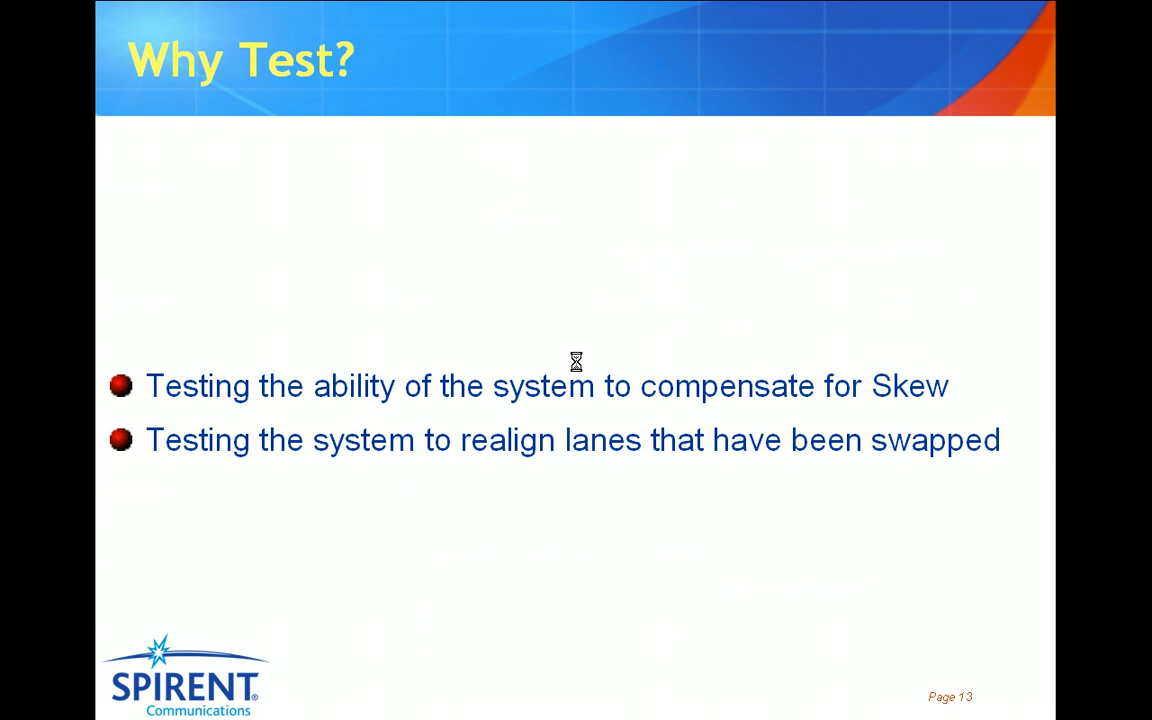 Why Test?
Testing the ability of the system to compensate for Skew
Testing the system to realign lanes that have been swapped
SPIRENT®
Communications
Page 13